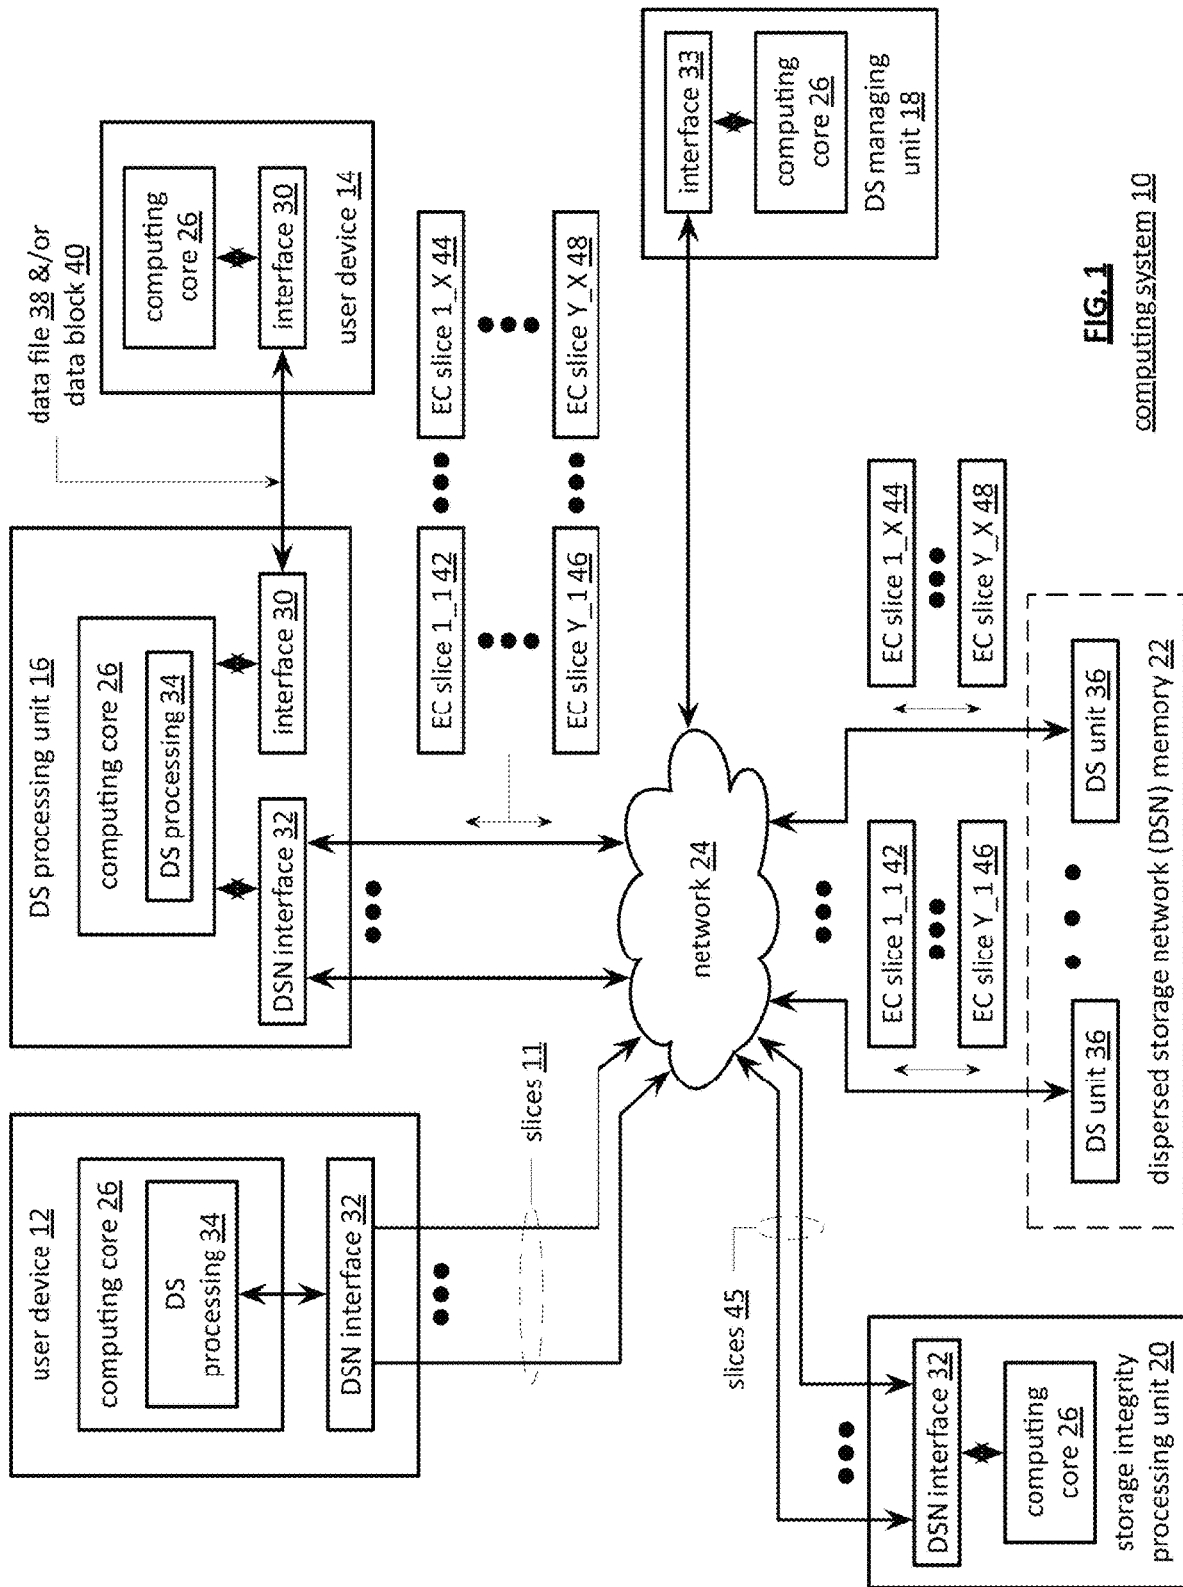 user device 12
computing core 26
DS
processing 34
DSN interface 32
slices 11
DS processing unit 16
computing core 26
DS processing 34
DSN interface 32
interface 30
data file 38 &/or
data block 40
computing
core 26
interface 30
user device 14
EC slice 1_1 42
EC slice 1_X 44
EC slice Y_1 46
EC slice Y_X 48
network 24
interface 33
computing
core 26
DS managing
unit 18
slices 45
DSN interface 32
computing
core 26
storage integrity
processing unit 20
EC slice 1_1 42
EC slice Y_1 46
EC slice 1_X 44
EC slice Y_X 48
DS unit 36
DS unit 36
dispersed storage network (DSN) memory 22
FIG. 1
computing system 10